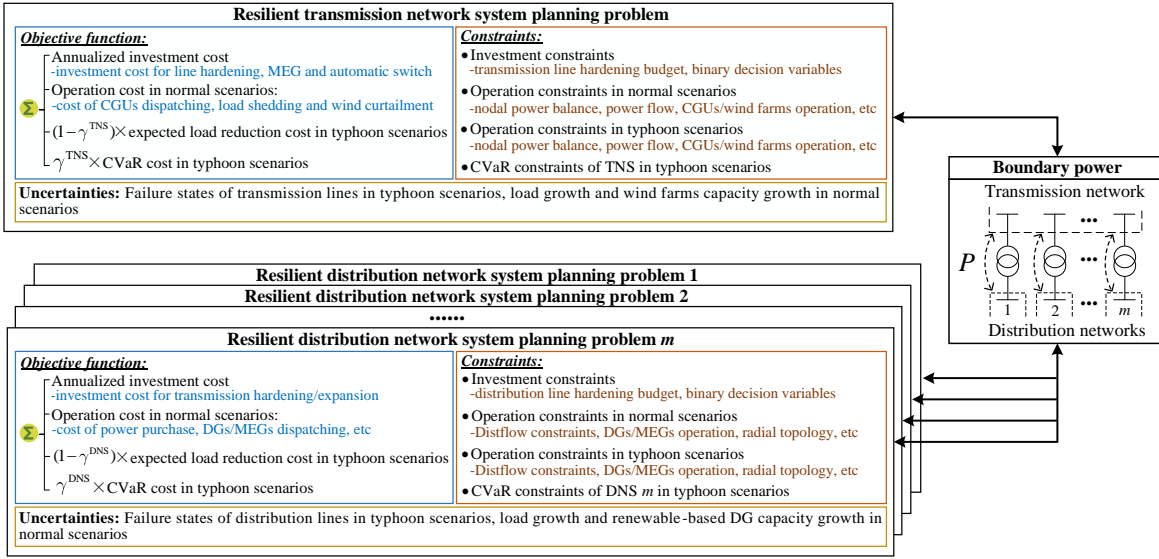 Resilient transmission network system planning problem
Objective function:
Annualized investment cost
-investment cost for line hardening, MEG and automatic switch
Operation cost in normal scenarios:
-cost of CGUs dispatching, load shedding and wind curtailment
Σ
(1−γ^TNS)×expected load reduction cost in typhoon scenarios
γ^TNS×CVaR cost in typhoon scenarios
Constraints:
●Investment constraints
-transmission line hardening budget, binary decision variables
●Operation constraints in normal scenarios
-nodal power balance, power flow, CGUs/wind farms operation, etc
●Operation constraints in typhoon scenarios
-nodal power balance, power flow, CGUs/wind farms operation, etc
●CVaR constraints of TNS in typhoon scenarios
Uncertainties: Failure states of transmission lines in typhoon scenarios, load growth and wind farms capacity growth in normal
scenarios
Boundary power
Transmission network
•••
P
•••
1 2 ••• m
Distribution networks
Resilient distribution network system planning problem 1
Resilient distribution network system planning problem 2
••••••
Resilient distribution network system planning problem m
Objective function:
Annualized investment cost
-investment cost for transmission hardening/expansion
Operation cost in normal scenarios:
-cost of power purchase, DGs/MEGs dispatching, etc
Σ
(1−γ^DNS)×expected load reduction cost in typhoon scenarios
γ^DNS×CVaR cost in typhoon scenarios
Constraints:
●Investment constraints
-distribution line hardening budget, binary decision variables
●Operation constraints in normal scenarios
-Distflow constraints, DGs/MEGs operation, radial topology, etc
●Operation constraints in typhoon scenarios
-Distflow constraints, DGs/MEGs operation, radial topology, etc
●CVaR constraints of DNS m in typhoon scenarios
Uncertainties: Failure states of distribution lines in typhoon scenarios, load growth and renewable-based DG capacity growth in
normal scenarios